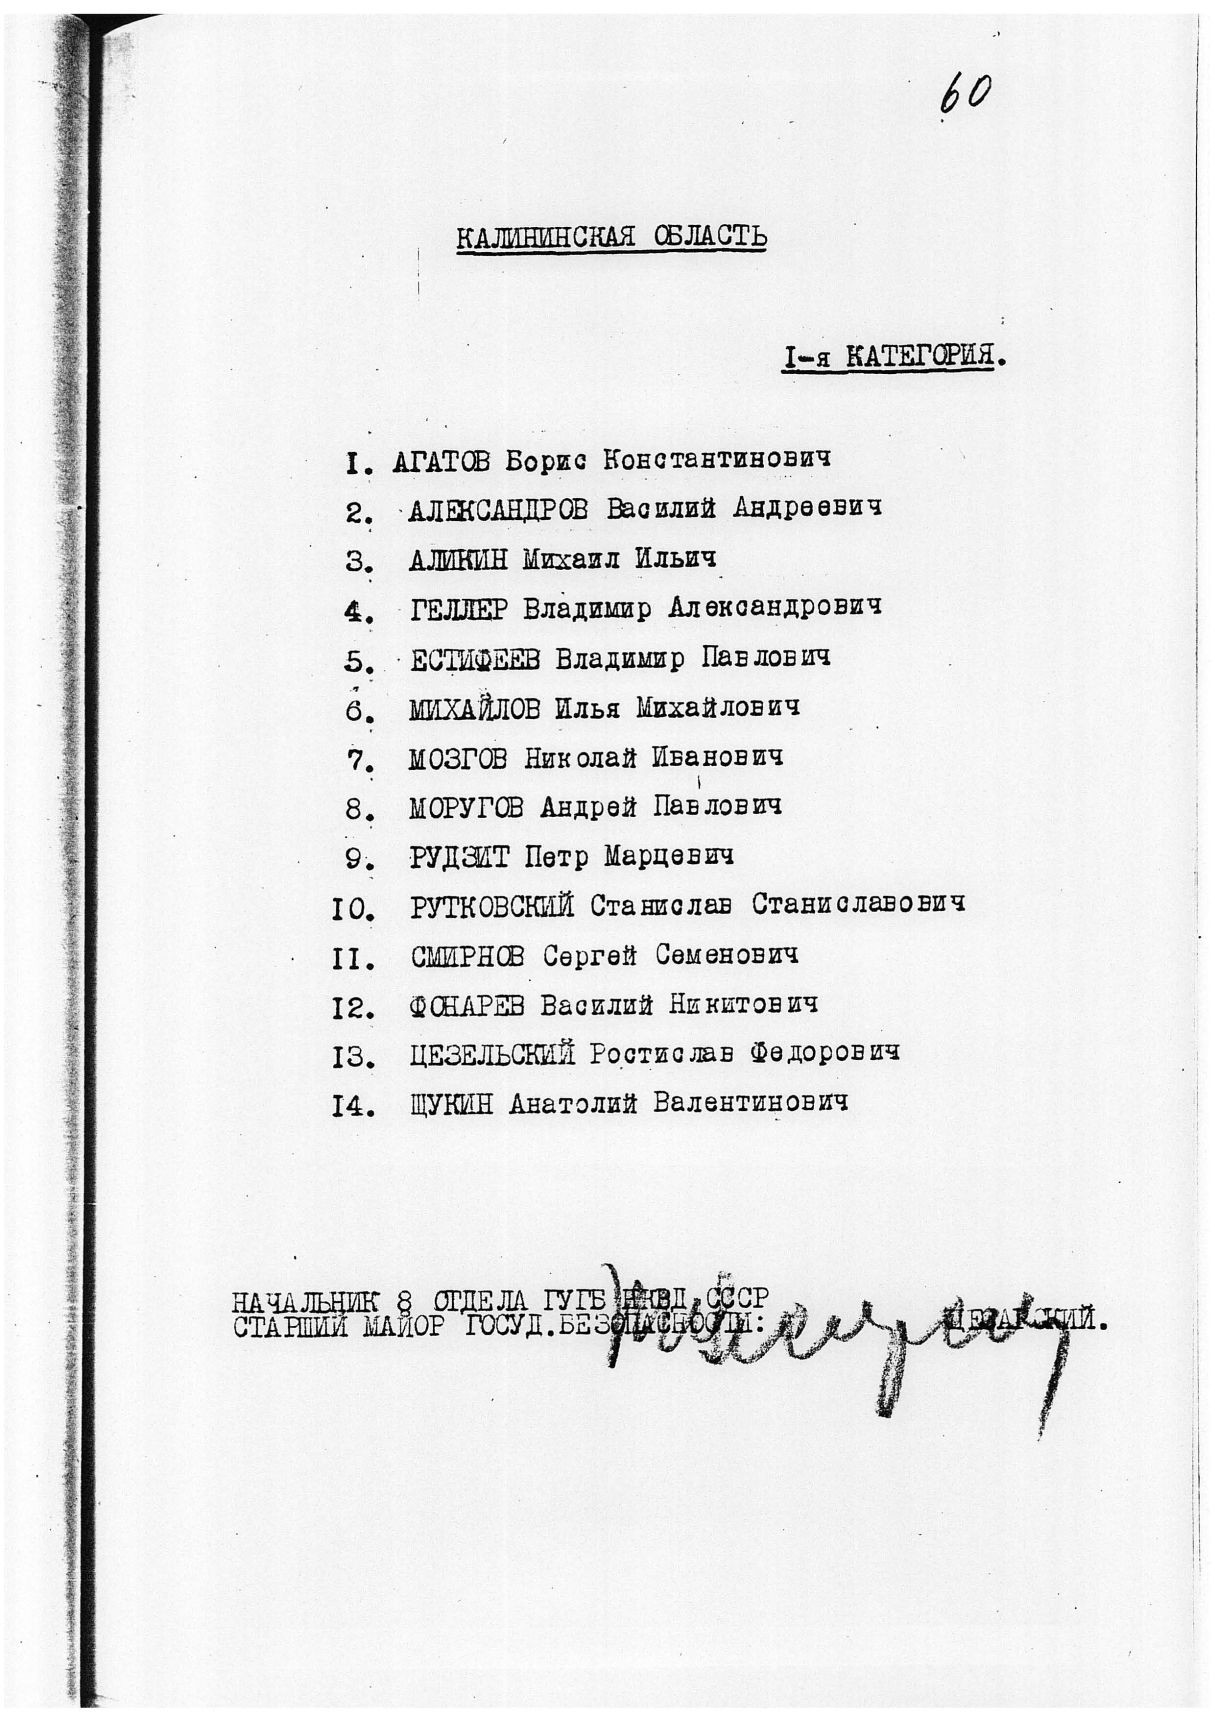 60
КАЛИНИНСКАЯ ОБЛАСТЬ
I-я КАТЕГОРИЯ.
I. АГАТОВ Борис Константинович
2. АЛЕКСАНДРОВ Василий Андреевич
3. АЛИКИН Михаил Ильич
4. ГЕЛЛЕР Владимир Александрович
5. ЕСТИФЕЕВ Владимир Павлович
6. МИХАЙЛОВ Илья Михайлович
7. МОЗГОВ Николай Иванович
8. МОРУГОВ Андрей Павлович
9. РУДЗИТ Петр Марцевич
I0. РУТКОВСКИЙ Станислав Станиславович
II. СМИРНОВ Сергей Семенович
I2. ФОНАРЕВ Василий Никитович
I3. ЦЕЗЕЛЬСКИЙ Ростислав Федорович
I4. ЩУКИН Анатолий Валентинович
НАЧАЛЬНИК 8 ОТДЕЛА ГУГБ НКВД СССР
СТАРШИЙ МАЙОР ГОСУД.БЕЗОПАСНОСТИ: ЦЕСАРСКИЙ.